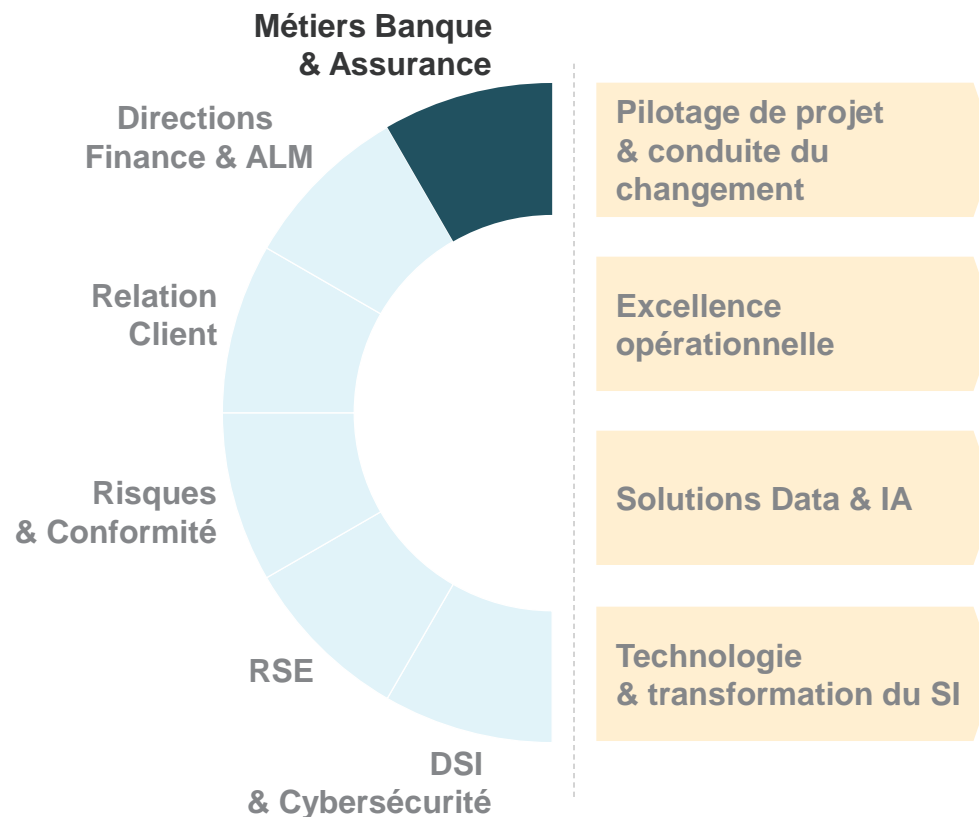 Métiers Banque
& Assurance
Directions
Finance & ALM
Relation
Client
Risques
& Conformité
RSE
DSI
& Cybersécurité
Pilotage de projet
& conduite du
changement
Excellence
opérationnelle
Solutions Data & IA
Technologie
& transformation du SI